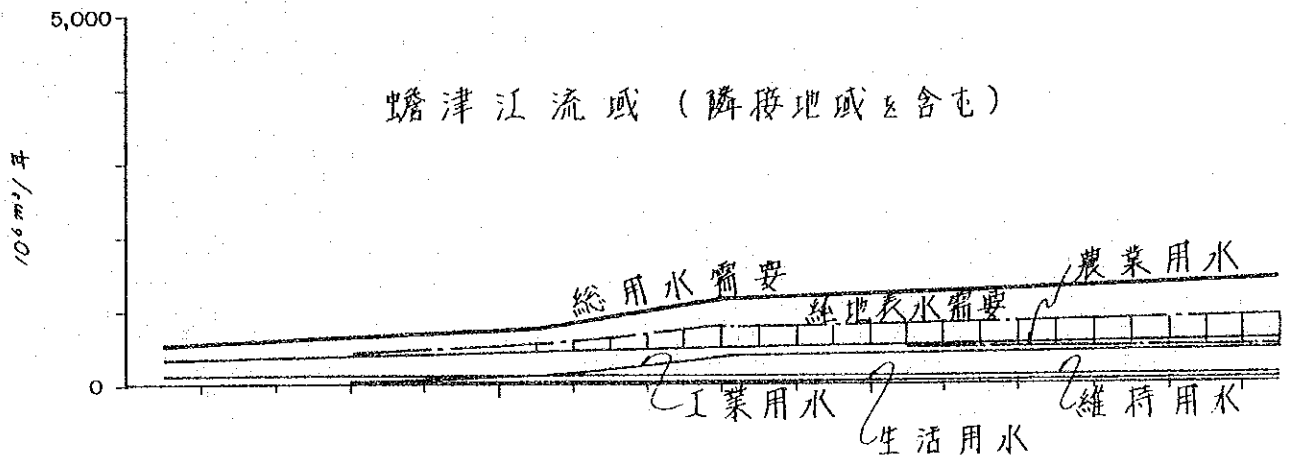 5,000
蟾津江流域 (隣接地域を含む)
10⁶m³/年
農業用水
総用水需要
純地表水需要
0
工業用水
維持用水
生活用水